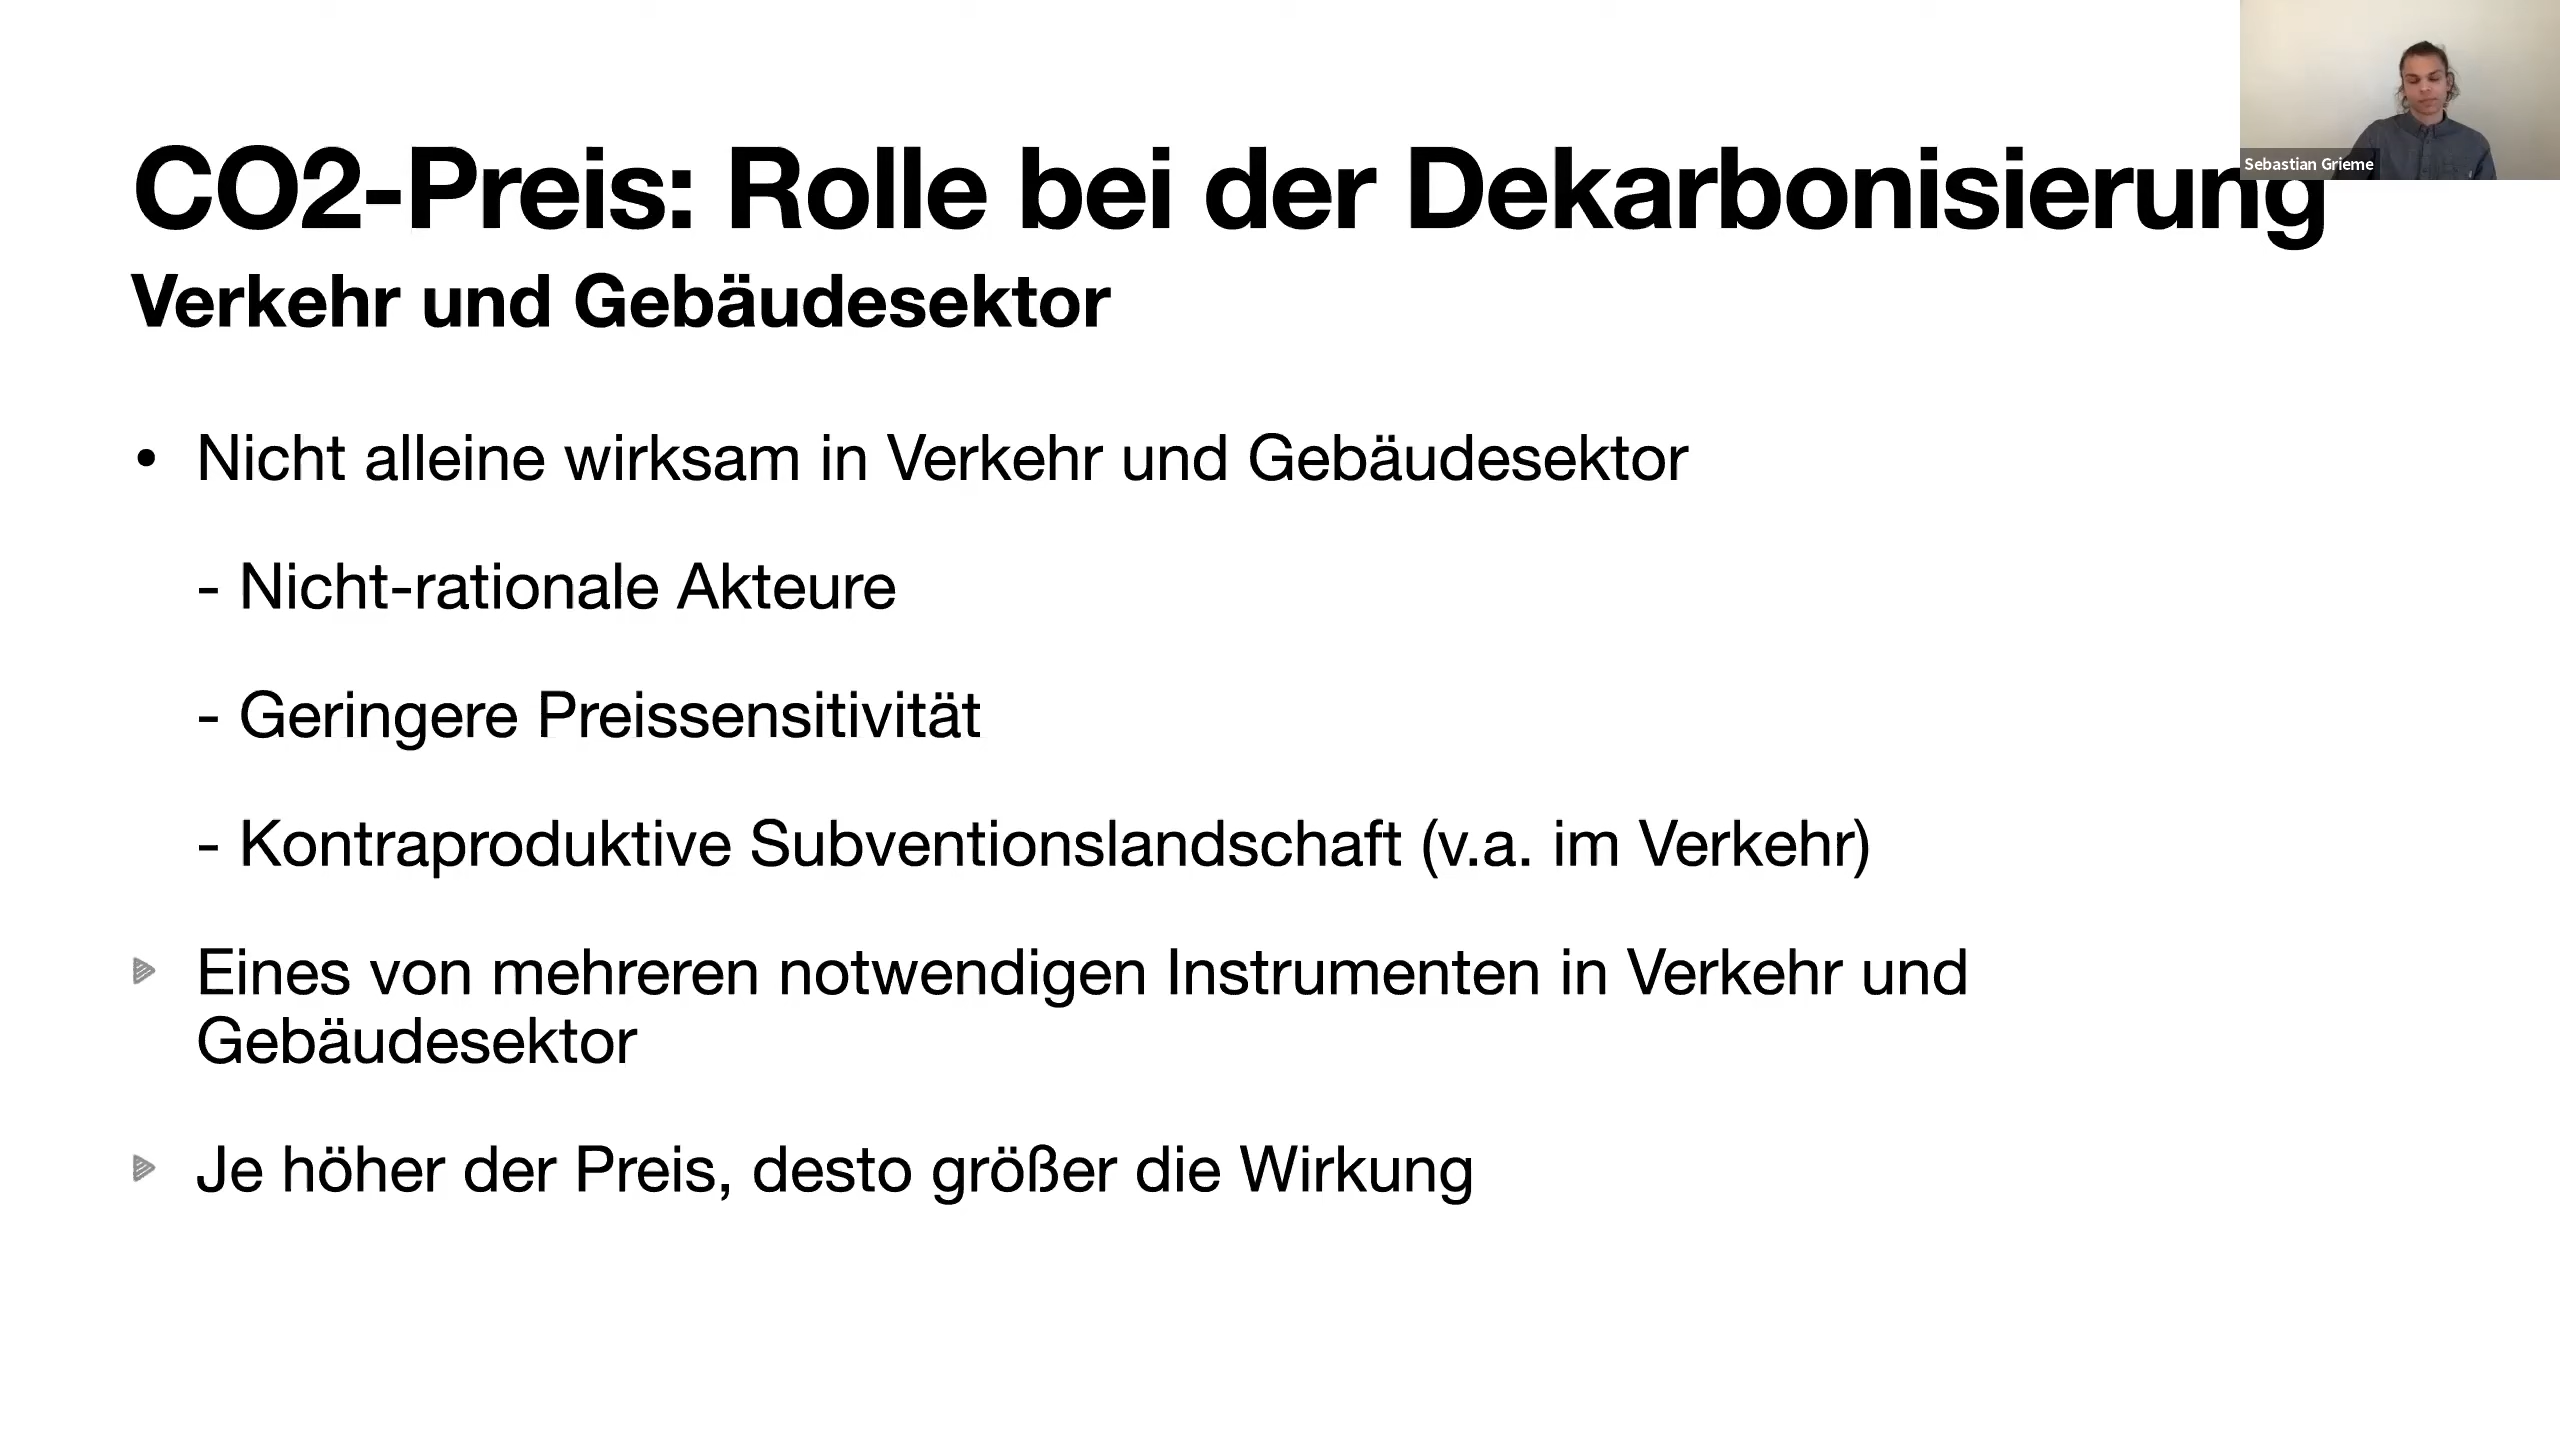 CO2-Preis: Rolle bei der Dekarbonisierung
Sebastian Grieme
Verkehr und Gebäudesektor
• Nicht alleine wirksam in Verkehr und Gebäudesektor
- Nicht-rationale Akteure
- Geringere Preissensitivität
- Kontraproduktive Subventionslandschaft (v.a. im Verkehr)
Eines von mehreren notwendigen Instrumenten in Verkehr und
Gebäudesektor
Je höher der Preis, desto größer die Wirkung